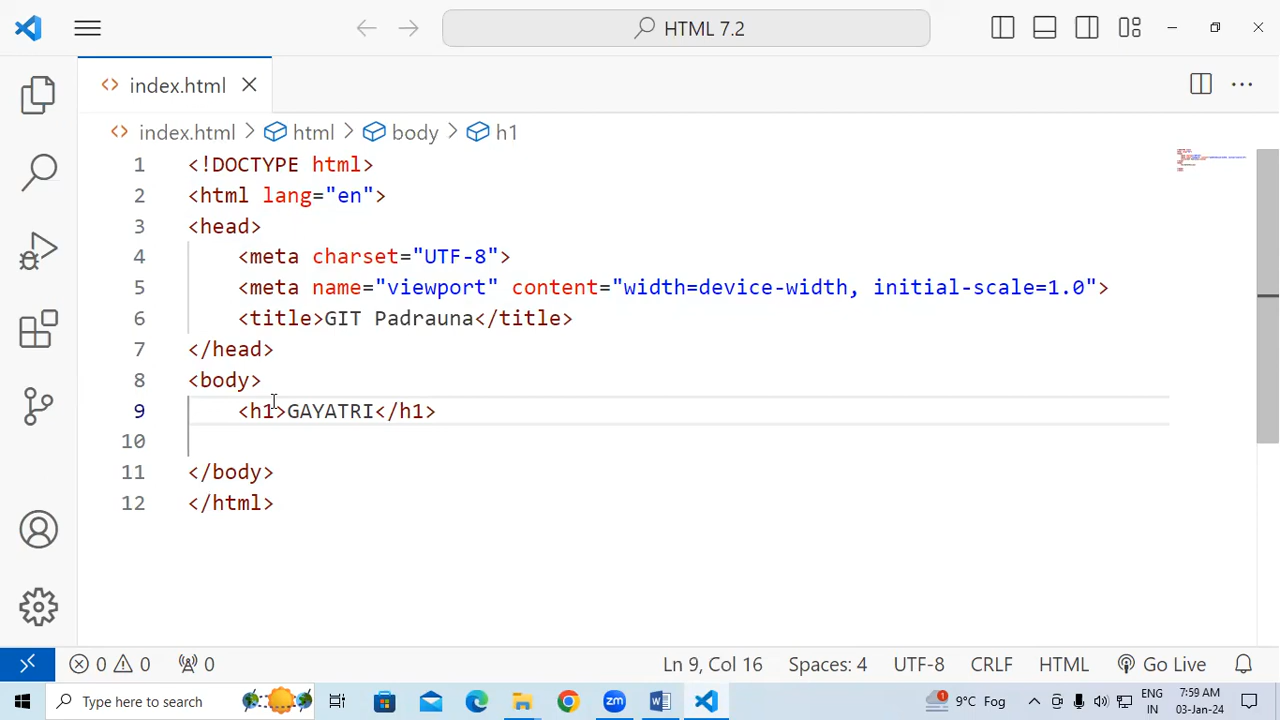 HTML 7.2
index.html
index.html > html > body > h1
1 <!DOCTYPE html>
2 <html lang="en">
3 <head>
4 <meta charset="UTF-8">
5 <meta name="viewport" content="width=device-width, initial-scale=1.0">
6 <title>GIT Padrauna</title>
7 </head>
8 <body>
9 <h1>GAYATRI</h1>
10
11 </body>
12 </html>
0 0 0 Ln 9, Col 16 Spaces: 4 UTF-8 CRLF HTML Go Live
Type here to search zm W 1 9°C Fog ENG IN 7:59 AM 03-Jan-24